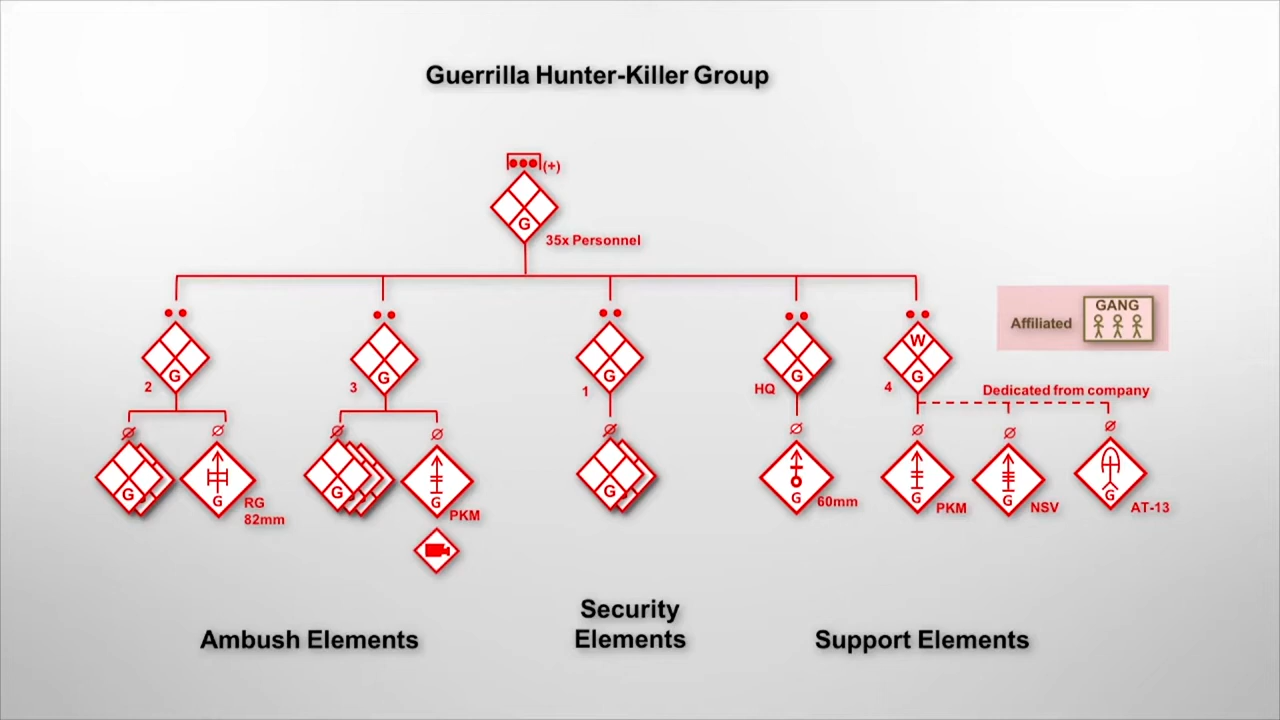 Guerrilla Hunter-Killer Group
(+)
G
35x Personnel
GANG
Affiliated
G
2
G
3
G
1
G
HQ
W
G
4
Dedicated from company
G
G
RG
82mm
G
G
PKM
G
G
60mm
G
PKM
G
NSV
G
AT-13
Ambush Elements
Security
Elements
Support Elements